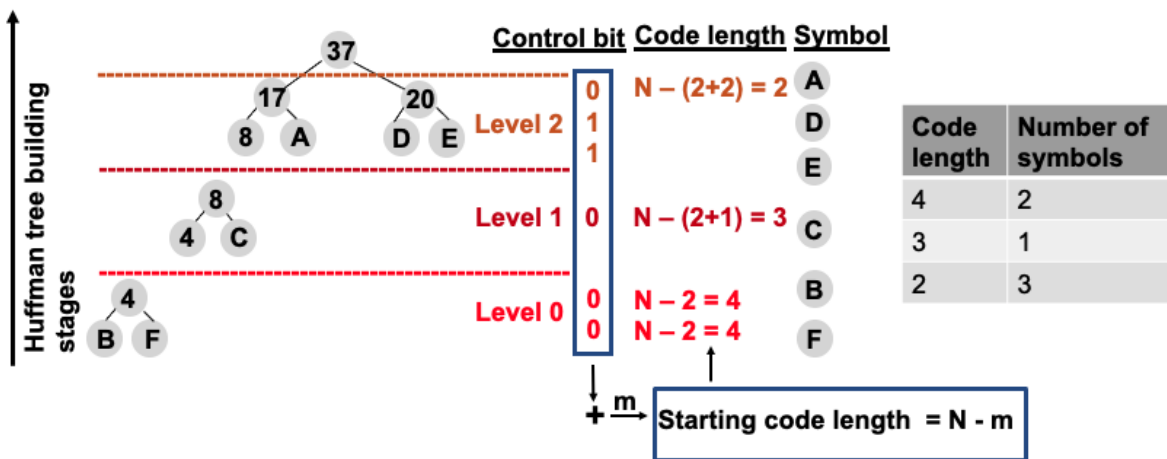 Huffman tree building
stages
Control bit Code length Symbol
37
17 20
8 A D E
Level 2
0 N – (2+2) = 2 A
1 D
1 E
8
4 C
Level 1 0 N – (2+1) = 3 C
4
B F
Level 0
0 N – 2 = 4 B
0 N – 2 = 4 F
+ m
Starting code length = N - m
Code length Number of symbols
4 2
3 1
2 3